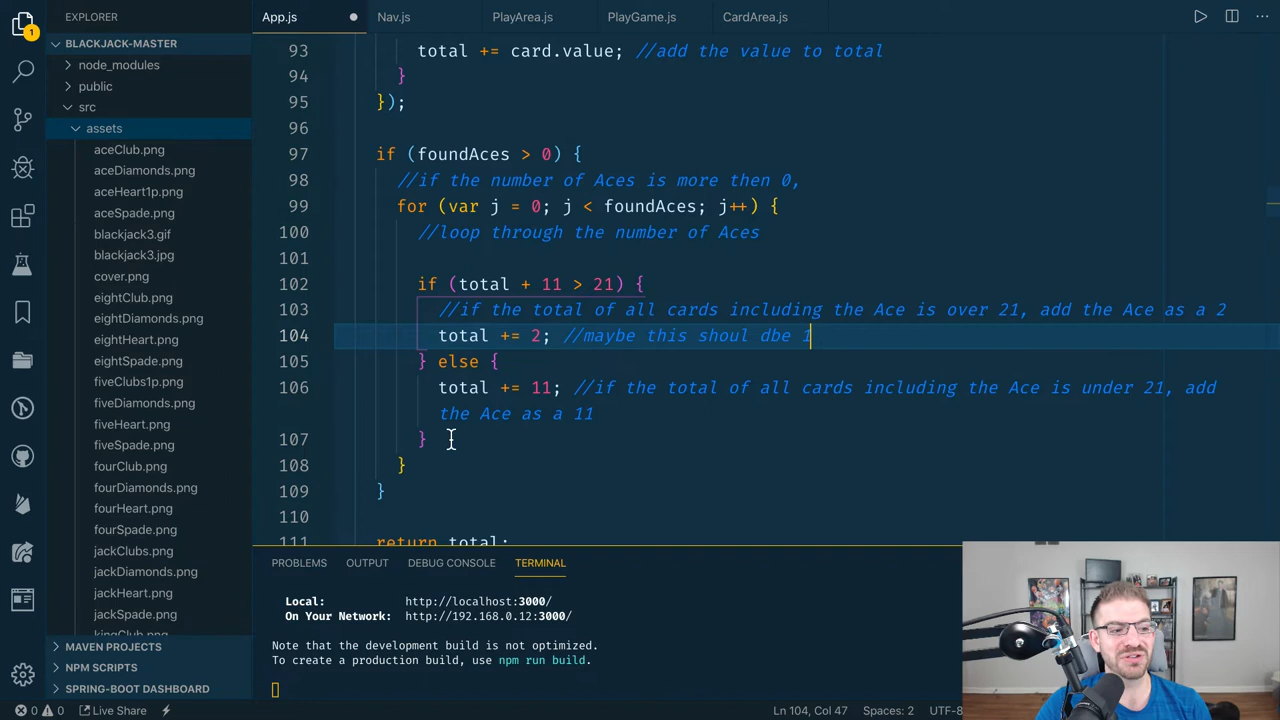 App.js
Nav.js
PlayArea.js
PlayGame.js
CardArea.js
1
EXPLORER
BLACKJACK-MASTER
node_modules
public
src
assets
aceClub.png
aceDiamonds.png
aceHeart1p.png
aceSpade.png
blackjack3.gif
blackjack3.jpg
cover.png
eightClub.png
eightDiamonds.png
eightHeart.png
eightSpade.png
fiveClubs1p.png
fiveDiamonds.png
fiveHeart.png
fiveSpade.png
fourClub.png
fourDiamonds.png
fourHeart.png
fourSpade.png
jackClubs.png
jackDiamonds.png
jackHeart.png
jackSpade.png
kingClub.png
MAVEN PROJECTS
NPM SCRIPTS
SPRING-BOOT DASHBOARD
93 total += card.value; //add the value to total
94 }
95 });
96
97 if (foundAces > 0) {
98 //if the number of Aces is more then 0,
99 for (var j = 0; j < foundAces; j++) {
100 //loop through the number of Aces
101
102 if (total + 11 > 21) {
103 //if the total of all cards including the Ace is over 21, add the Ace as a 2
104 total += 2; //maybe this shoul dbe 1
105 } else {
106 total += 11; //if the total of all cards including the Ace is under 21, add
the Ace as a 11
107 }
108 }
109 }
110
111 return total;
PROBLEMS OUTPUT DEBUG CONSOLE TERMINAL
Local: http://localhost:3000/
On Your Network: http://192.168.0.12:3000/
Note that the development build is not optimized.
To create a production build, use npm run build.
0 0 Live Share
Ln 104, Col 47 Spaces: 2 UTF-8